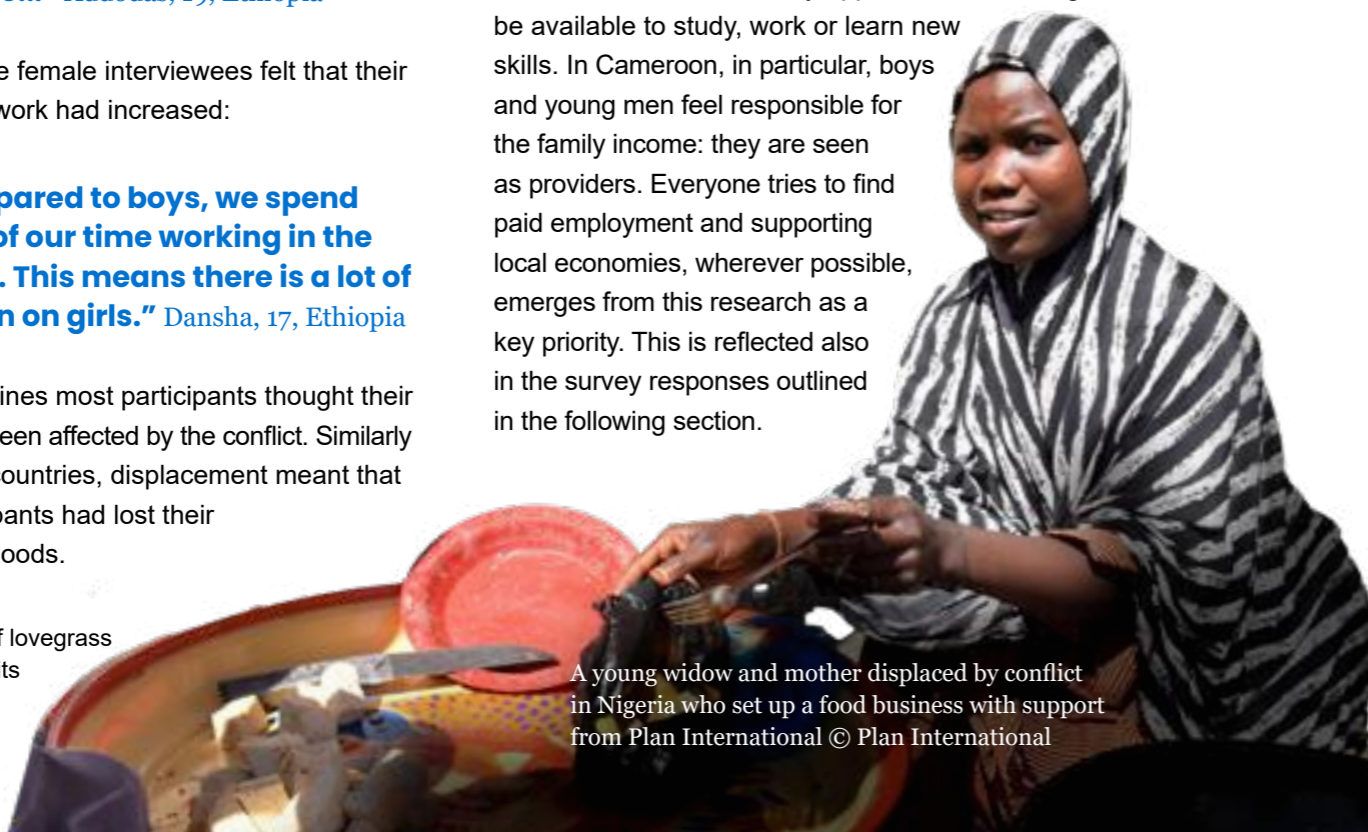 Ethiopia
e female interviewees felt that their
work had increased:
pared to boys, we spend
of our time working in the
. This means there is a lot of
n on girls.” Dansha, 17, Ethiopia
ines most participants thought their
een affected by the conflict. Similarly
countries, displacement meant that
pants had lost their
oods.
f lovegrass
its
be available to study, work or learn new
skills. In Cameroon, in particular, boys
and young men feel responsible for
the family income: they are seen
as providers. Everyone tries to find
paid employment and supporting
local economies, wherever possible,
emerges from this research as a
key priority. This is reflected also
in the survey responses outlined
in the following section.
A young widow and mother displaced by conflict
in Nigeria who set up a food business with support
from Plan International © Plan International